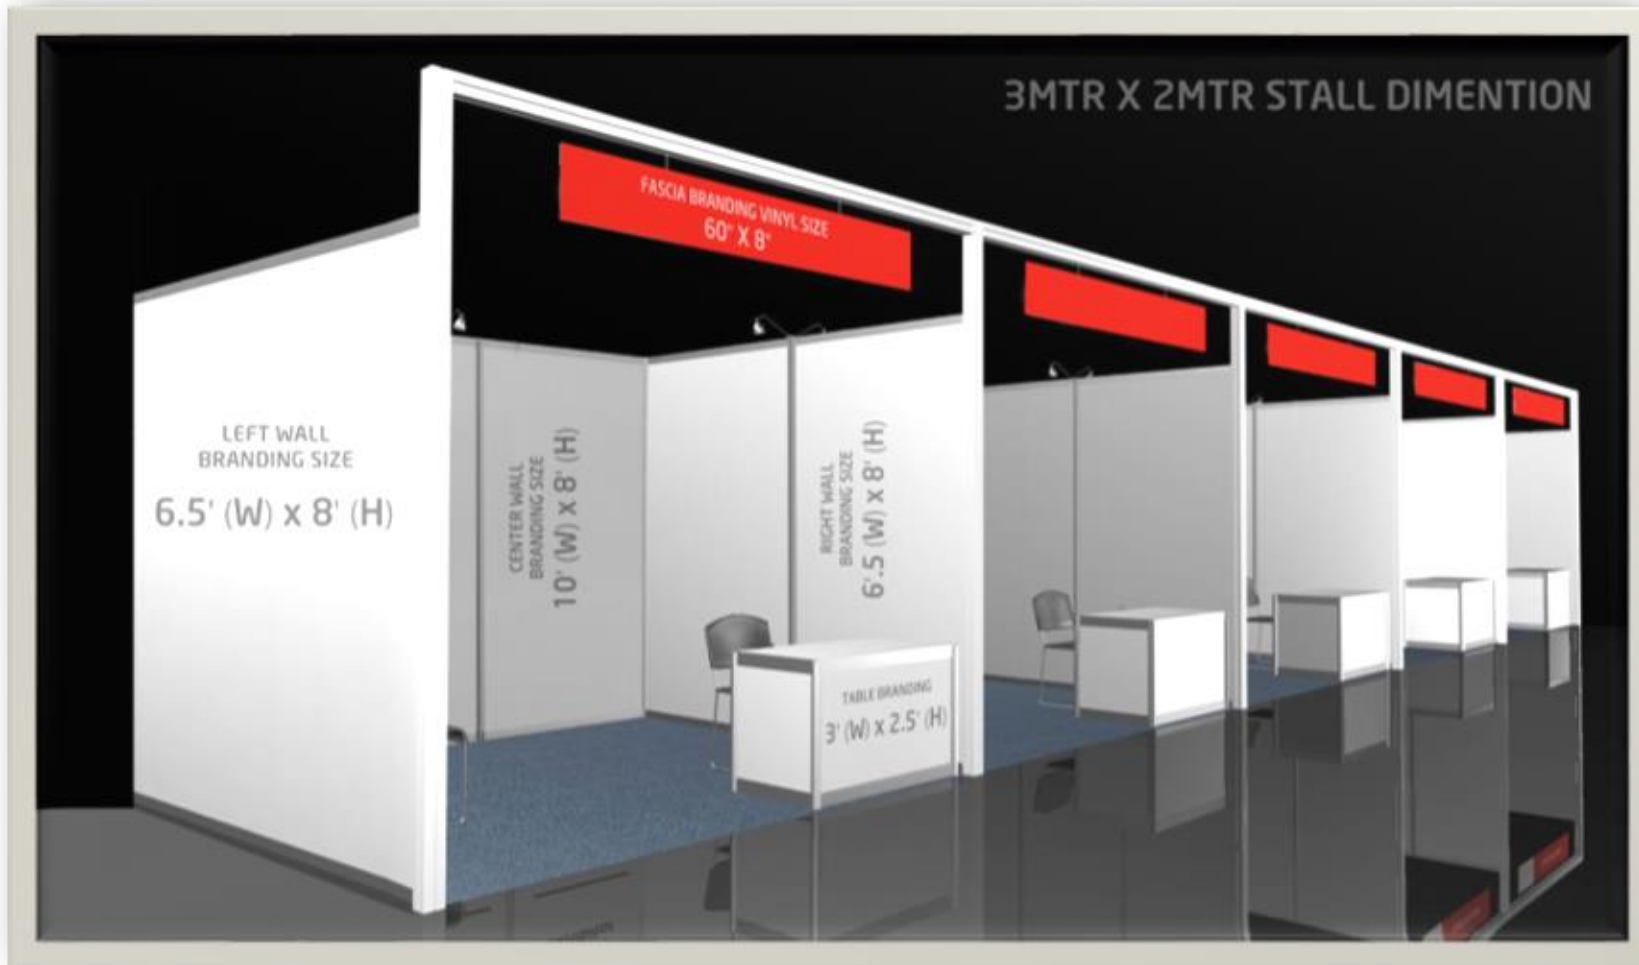 3MTR X 2MTR STALL DIMENTION
FASCIA BRANDING VINYL SIZE
60" X 8"
LEFT WALL
BRANDING SIZE
6.5' (W) x 8' (H)
CENTER WALL
BRANDING SIZE
10' (W) x 8' (H)
RIGHT WALL
BRANDING SIZE
6'.5 (W) x 8' (H)
TABLE BRANDING
3' (W) x 2.5' (H)